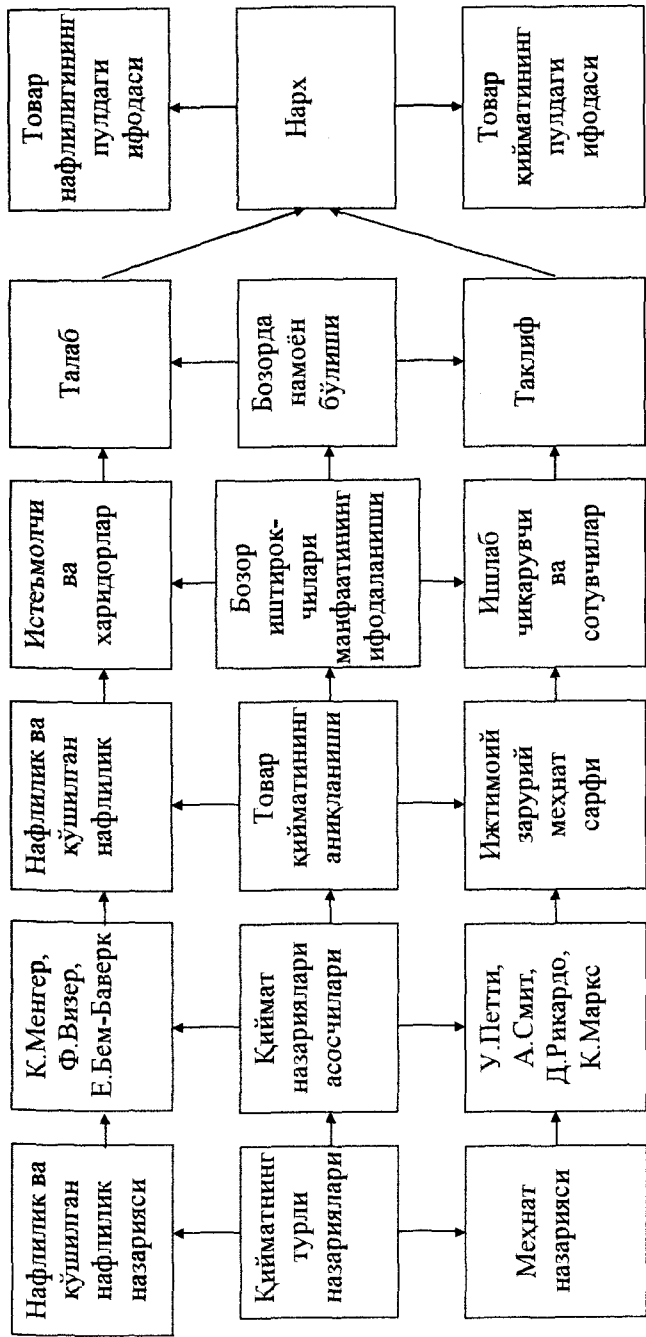 Нафлилик ва
қўшилган
нафлилик
назарияси
К.Менгер,
Ф.Визер,
Е.Бем-Баверк
Нафлилик ва
қўшилган
нафлилик
Истеъмолчи
ва
харидорлар
Талаб
Товар
нафлилигининг
пулдаги
ифодаси
Қийматнинг
турли
назариялари
Қиймат
назариялари
асосчилари
Товар
қийматининг
аниқланиши
Бозор
иштирок-
чилари
манфаатининг
ифодаланиши
Бозорда
намоён
бўлиши
Нарх
Меҳнат
назарияси
У.Петти,
А.Смит,
Д.Рикардо,
К.Маркс
Ижтимоий
зарурий
меҳнат
сарфи
Ишлаб
чиқарувчи
ва
сотувчилар
Таклиф
Товар
қийматининг
пулдаги
ифодаси